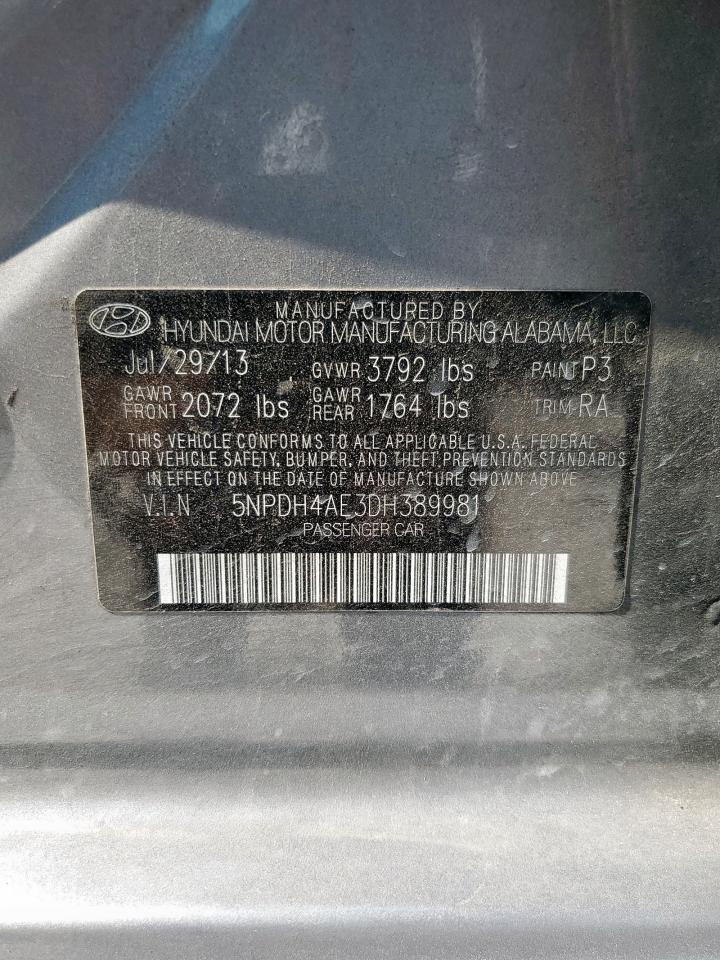 MANUFACTURED BY
HYUNDAI MOTOR MANUFACTURING ALABAMA, LLC
Jul/29/13 GVWR 3792 lbs PAINT P3
GAWR FRONT 2072 lbs GAWR REAR 1764 lbs TRIM RA
THIS VEHICLE CONFORMS TO ALL APPLICABLE U.S.A. FEDERAL
MOTOR VEHICLE SAFETY, BUMPER, AND THEFT PREVENTION STANDARDS
IN EFFECT ON THE DATE OF MANUFACTURE SHOWN ABOVE
V.I.N 5NPDH4AE3DH389981
PASSENGER CAR